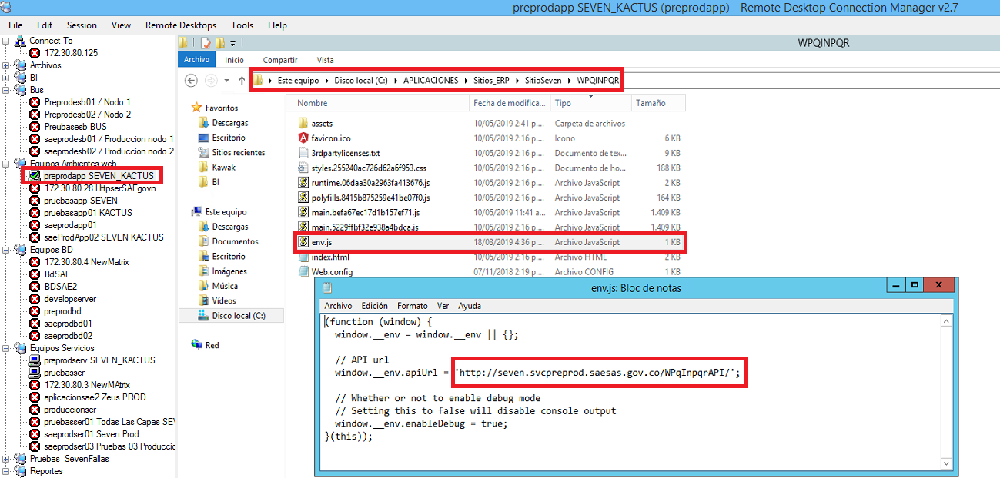 preprodapp SEVEN_KACTUS (preprodapp) - Remote Desktop Connection Manager v2.7
File Edit Session View Remote Desktops Tools Help
Connect To
172.30.80.125
Archivos
BI
Bus
Preprodesb01 / Nodo 1
Preprodesb02 / Nodo 2
Preubasesb BUS
saeprodesb01 / Produccion nodo 1
saeprodesb02 / Produccion nodo 2
Equipos Ambientes web
preprodapp SEVEN_KACTUS
172.30.80.28 HttpserSAEgovn
pruebasapp SEVEN
pruebasapp01 KACTUS
saeprodapp01
saeProdApp02 SEVEN KACTUS
Equipos BD
172.30.80.4 NewMatrix
BdSAE
BDSAE2
developserver
preprodbd
saeprodbd01
saeprodbd02
Equipos Servicios
preprodserv SEVEN_KACTUS
pruebasser
172.30.80.3 NewMAtrix
aplicacionsae2 Zeus PROD
produccionser
pruebasser01 Todas Las Capas SEV
saeprodser01 Seven Prod
saeprodser03 Pruebas 03 Produccio
Pruebas_SevenFallas
Reportes
WPQINPQR
Archivo Inicio Compartir Vista
Este equipo Disco local (C:) APLICACIONES Sitios_ERP SitioSeven WPQINPQR
Favoritos
Descargas
Escritorio
Sitios recientes
Kawak
BI
Este equipo
Descargas
Documentos
Escritorio
Imágenes
Música
Vídeos
Disco local (C:)
Red
Nombre Fecha de modifica... Tipo Tamaño
assets 10/05/2019 2:41 p.... Carpeta de archivos
favicon.ico 10/05/2019 2:16 p.... Icono 6 KB
3rdpartylicenses.txt 10/05/2019 2:16 p.... Documento de tex... 9 KB
styles.255240ac726d62a6f953.css 10/05/2019 2:16 p.... Documento de ho... 188 KB
runtime.06daa30a2963fa413676.js 10/05/2019 2:16 p.... Archivo JavaScript 2 KB
polyfills.8415b875259e41be07f0.js 10/05/2019 2:16 p.... Archivo JavaScript 164 KB
main.befa67ec17d1b157ef71.js 10/05/2019 11:41 a... Archivo JavaScript 1.409 KB
main.5229ffbf32e938a4bdca.js 10/05/2019 2:16 p.... Archivo JavaScript 1.409 KB
env.js 18/03/2019 4:36 p.... Archivo JavaScript 1 KB
index.html 10/05/2019 2:16 p.... Archivo HTML 2 KB
Web.config 07/11/2018 2:19 p.... Archivo CONFIG 1 KB
env.js: Bloc de notas
Archivo Edición Formato Ver Ayuda
(function (window) {
window.__env = window.__env || {};
// API url
window.__env.apiUrl = 'http://seven.svcpreprod.saesas.gov.co/WPqInpqrAPI/';
// Whether or not to enable debug mode
// Setting this to false will disable console output
window.__env.enableDebug = true;
}(this));